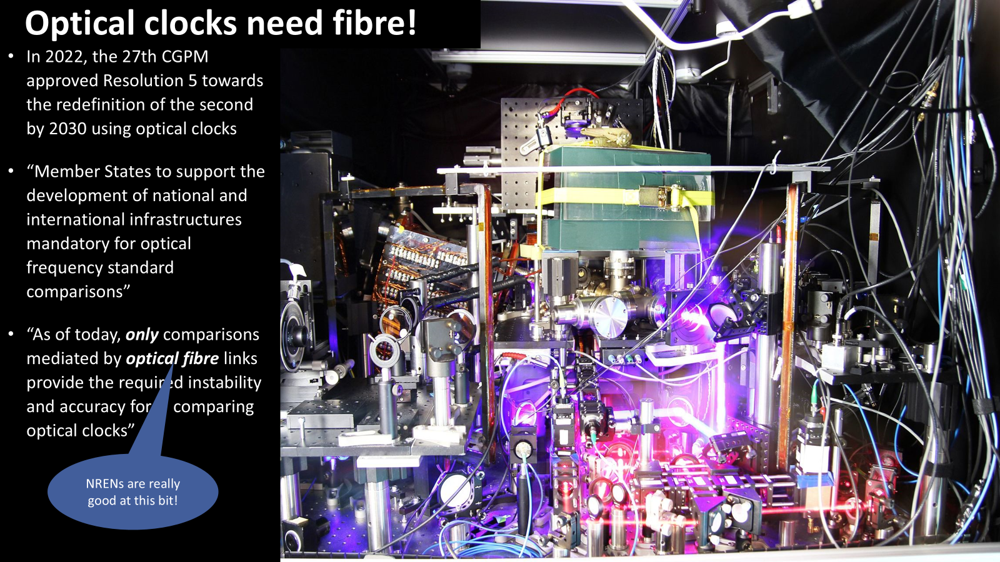 Optical clocks need fibre!
• In 2022, the 27th CGPM
approved Resolution 5 towards
the redefinition of the second
by 2030 using optical clocks
• “Member States to support the
development of national and
international infrastructures
mandatory for optical
frequency standard
comparisons”
• “As of today, only comparisons
mediated by optical fibre links
provide the required instability
and accuracy for comparing
optical clocks”
NRENs are really
good at this bit!